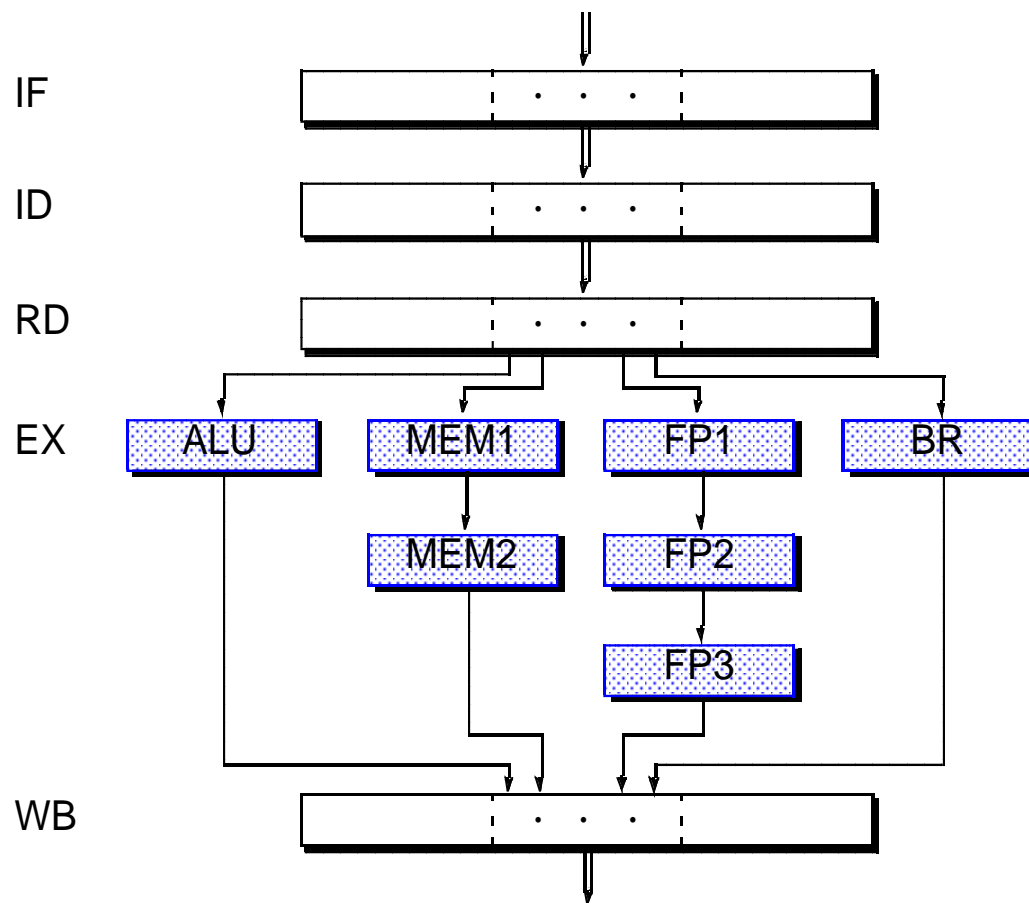 IF
. . .
ID
. . .
RD
. . .
EX ALU MEM1 FP1 BR
MEM2 FP2
FP3
WB
. . .